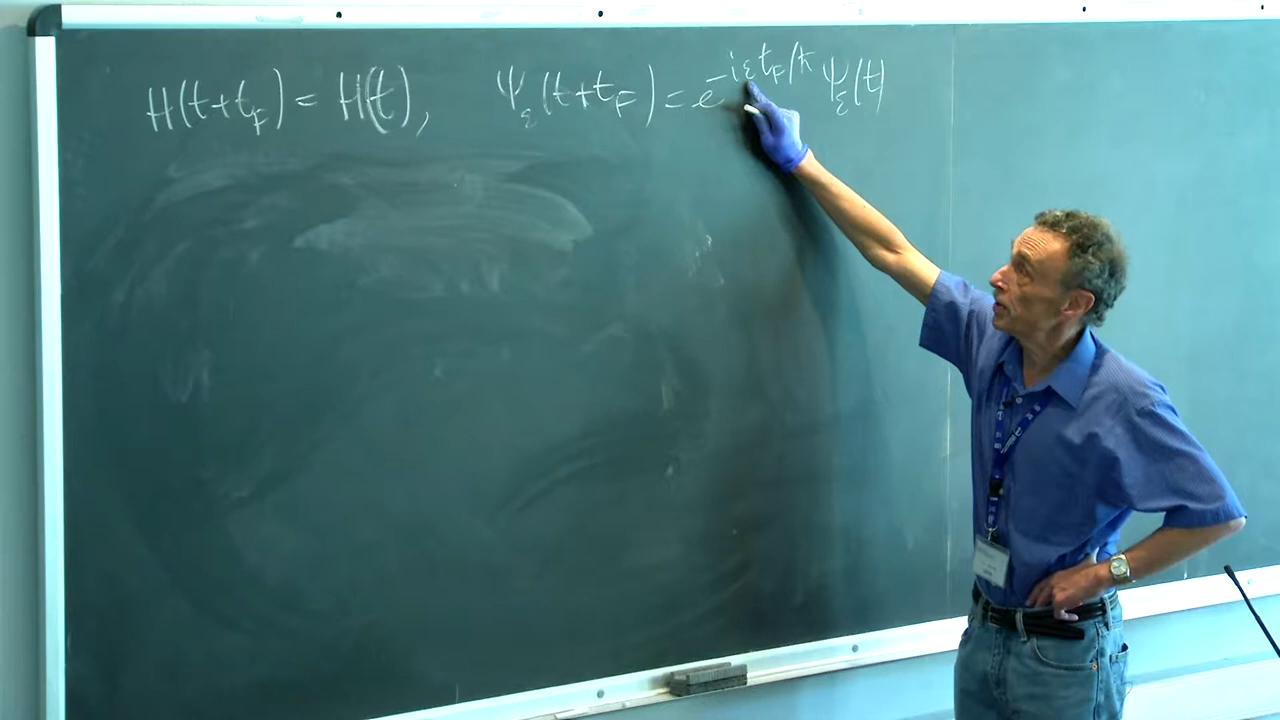 H(t+t_F) = H(t), Ψ_ε(t+t_F) = e^{-iεt_F/ℏ} Ψ_ε(t)